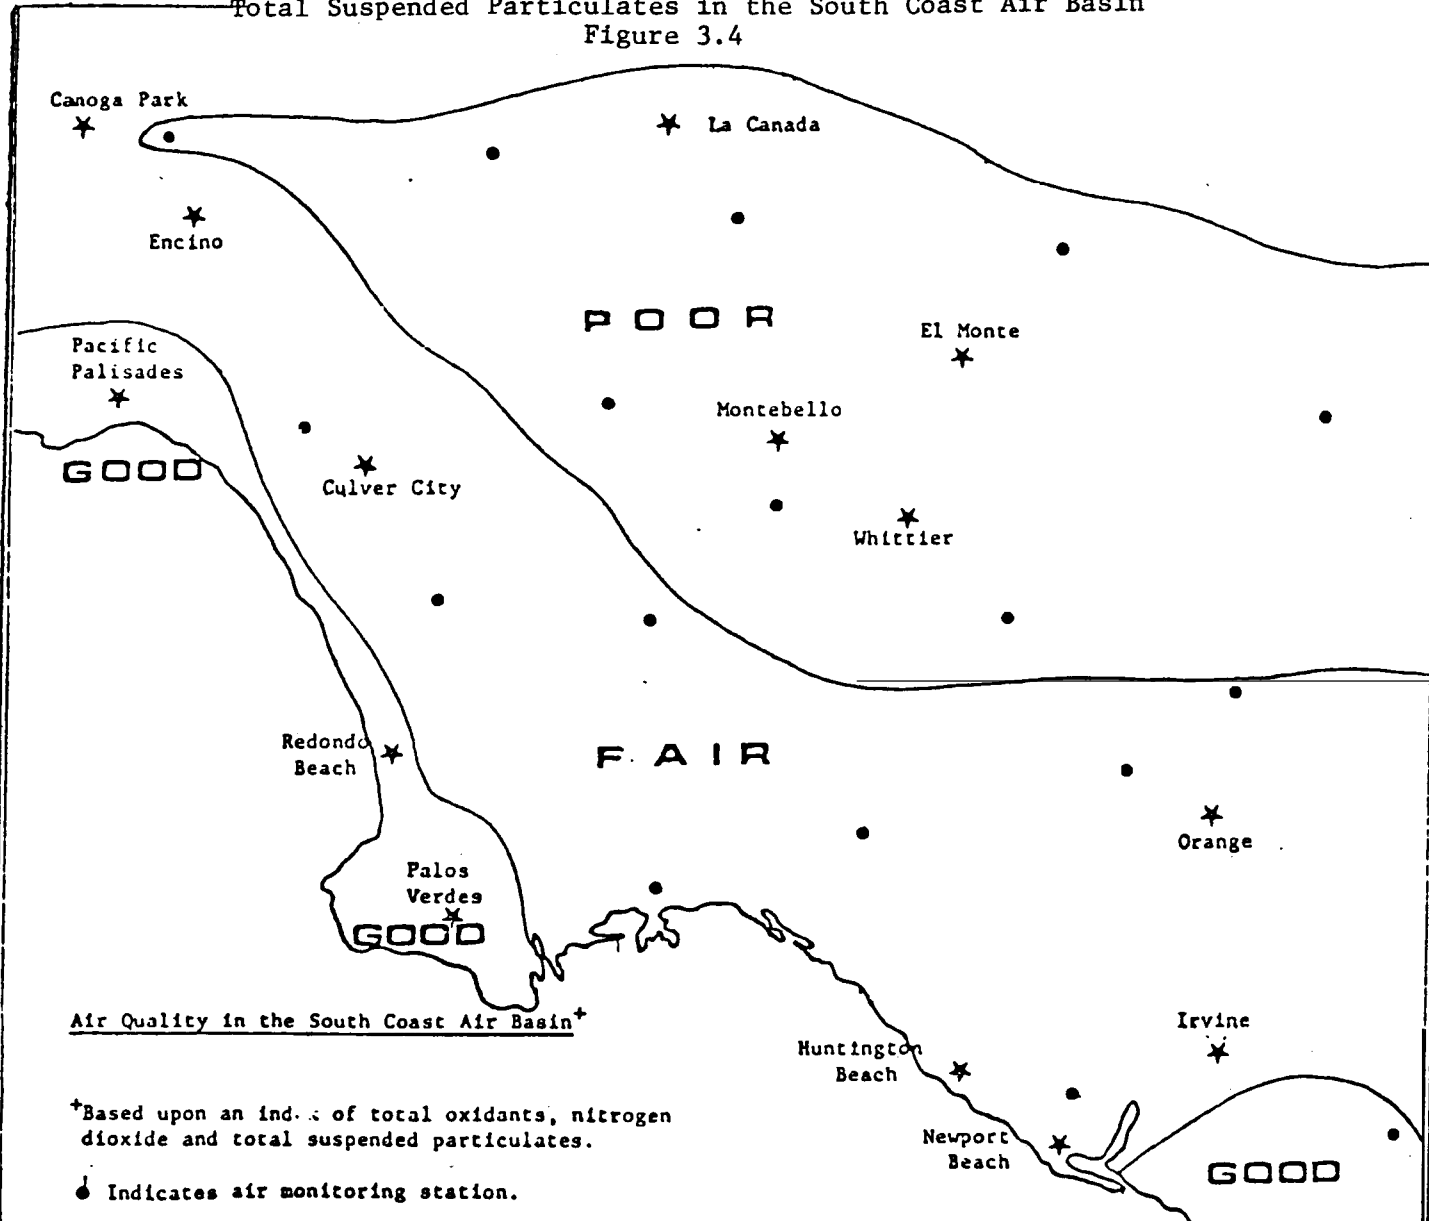 Total Suspended Particulates in the South Coast Air Basin
Figure 3.4
Canoga Park
La Canada
Encino
POOR
El Monte
Pacific
Palisades
Montebello
GOOD
Culver City
Whittier
Redondo
Beach
FAIR
Orange
Palos
Verdes
GOOD
Air Quality in the South Coast Air Basin+
Irvine
Huntington
Beach
+Based upon an of total oxidants, nitrogen
dioxide and total suspended particulates.
Newport
Beach
GOOD
Indicates air monitoring station.